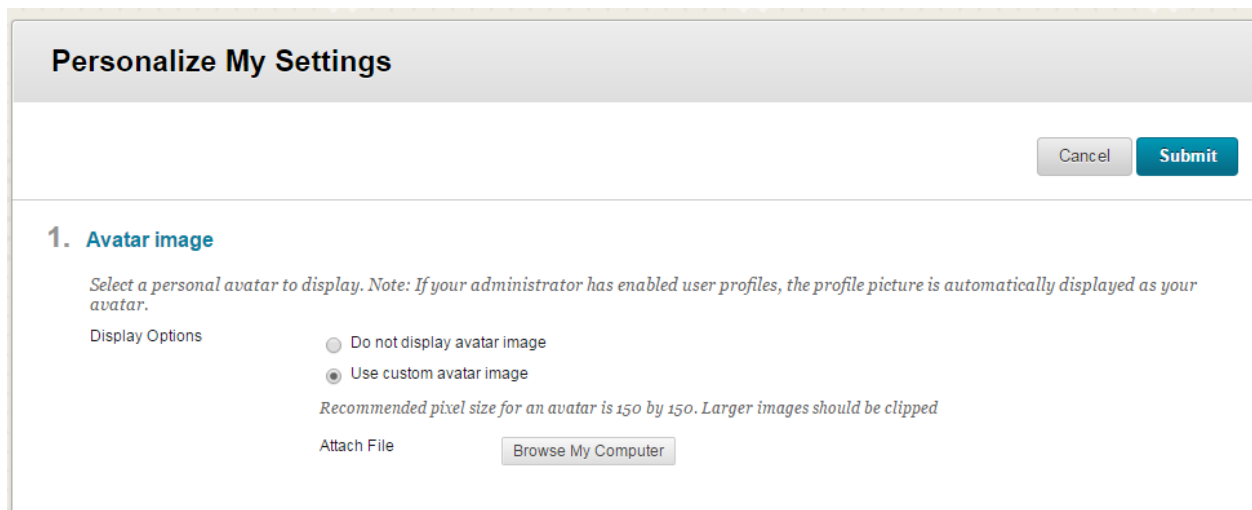 Personalize My Settings
Cancel
Submit
1. Avatar image
Select a personal avatar to display. Note: If your administrator has enabled user profiles, the profile picture is automatically displayed as your
avatar.
Display Options
Do not display avatar image
Use custom avatar image
Recommended pixel size for an avatar is 150 by 150. Larger images should be clipped
Attach File
Browse My Computer